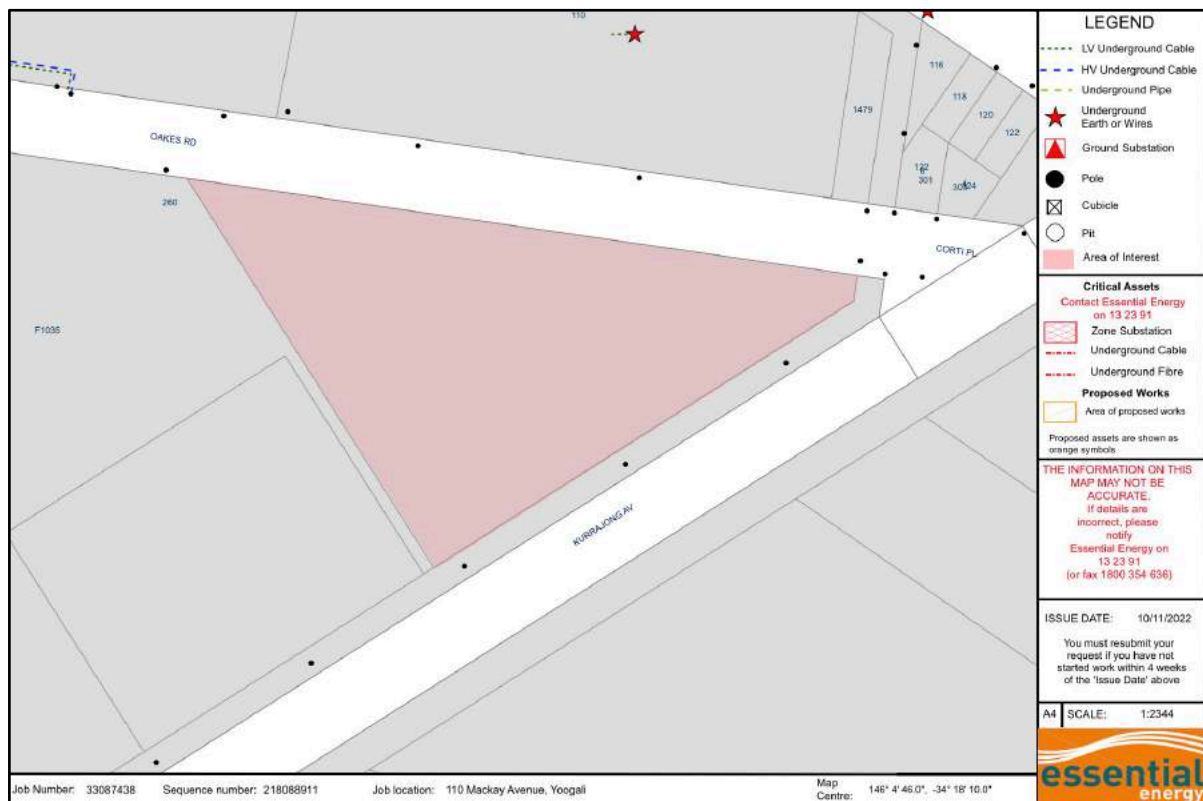 110
116
118
120
122
1479
122
301
OAKES RD
260
CORTI PL
F1035
KURRAJONG AV
LEGEND
LV Underground Cable
HV Underground Cable
Underground Pipe
Underground
Earth or Wires
Ground Substation
Pole
Cubicle
Pit
Area of Interest
Critical Assets
Contact Essential Energy
on 13 23 91
Zone Substation
Underground Cable
Underground Fibre
Proposed Works
Area of proposed works
Proposed assets are shown as
orange symbols
THE INFORMATION ON THIS
MAP MAY NOT BE
ACCURATE.
If details are
incorrect, please
notify
Essential Energy on
13 23 91
(or fax 1800 354 636)
ISSUE DATE: 10/11/2022
You must resubmit your
request if you have not
started work within 4 weeks
of the 'Issue Date' above
A4 SCALE: 1:2344
essential
energy
Job Number: 33087438 Sequence number: 218088911 Job location: 110 Mackay Avenue, Yoogali
Map
Centre: 146° 4' 46.0", -34° 18' 10.0"